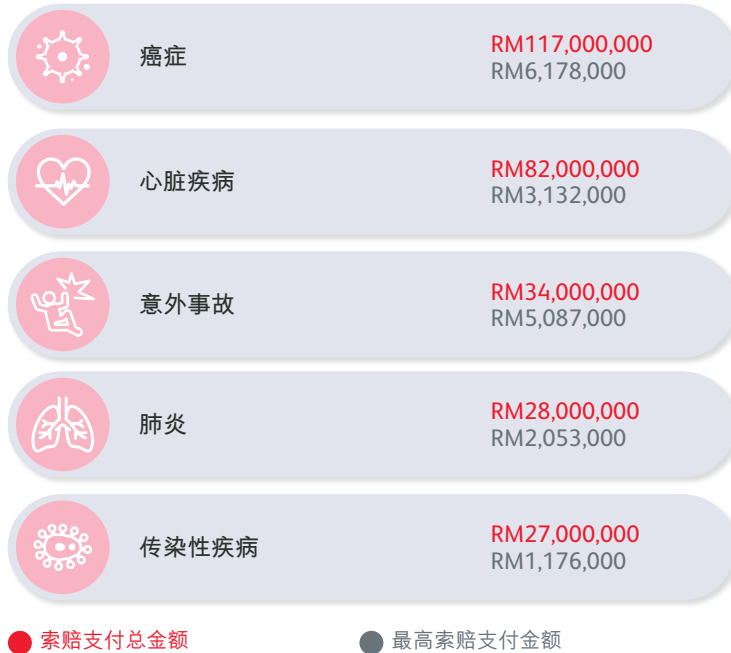 癌症
RM117,000,000
RM6,178,000
心脏疾病
RM82,000,000
RM3,132,000
意外事故
RM34,000,000
RM5,087,000
肺炎
RM28,000,000
RM2,053,000
传染性疾病
RM27,000,000
RM1,176,000
索赔支付总金额
最高索赔支付金额